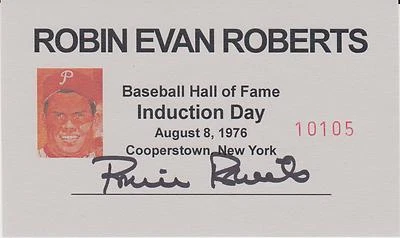 ROBIN EVAN ROBERTS
P
Baseball Hall of Fame
Induction Day
August 8, 1976
10105
Cooperstown, New York
Robin Roberts